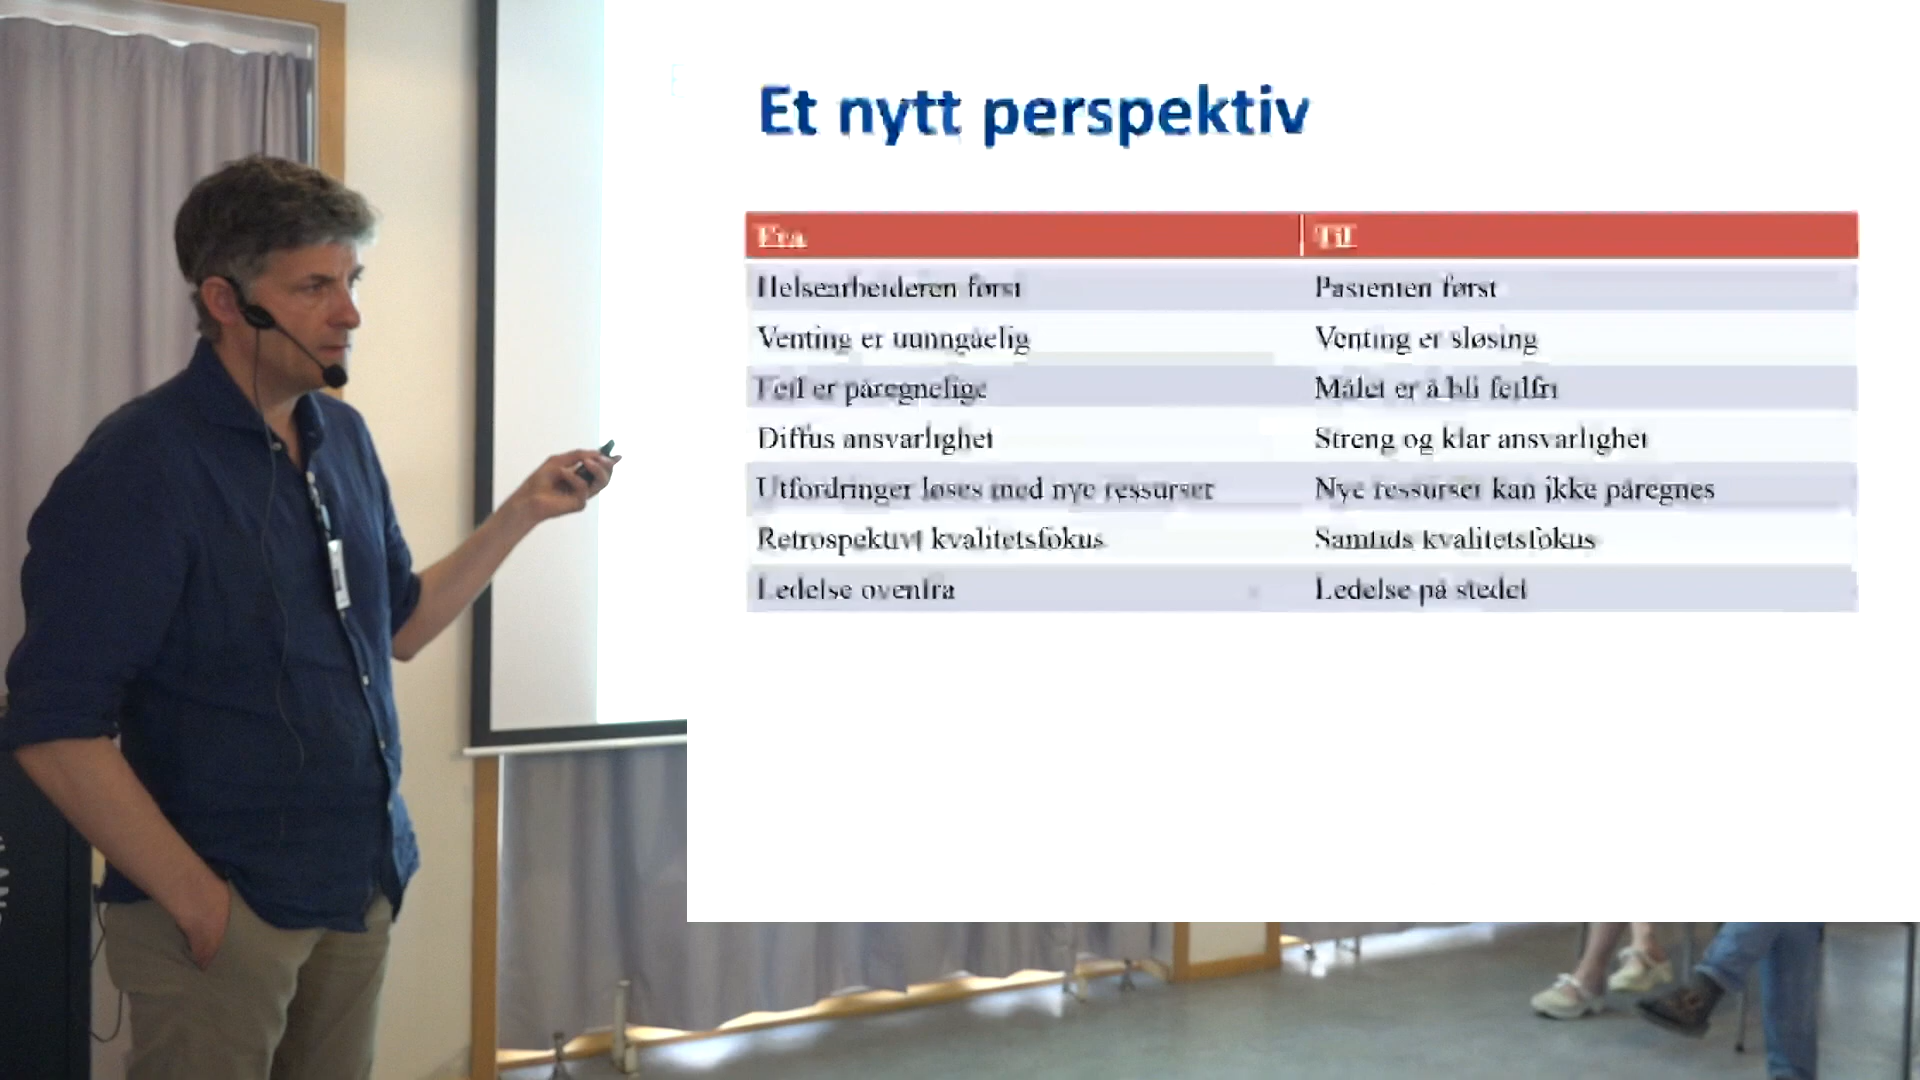 Et nytt perspektiv
Fra Til
Helsearbeideren først Pasienten først
Venting er uunngåelig Venting er sløsing
Feil er påregnelige Målet er å bli feilfri
Diffus ansvarlighet Streng og klar ansvarlighet
Utfordringer løses med nye ressurser Nye ressurser kan ikke påregnes
Retrospektivt kvalitetsfokus Samtids kvalitetsfokus
Ledelse ovenfra Ledelse på stedet